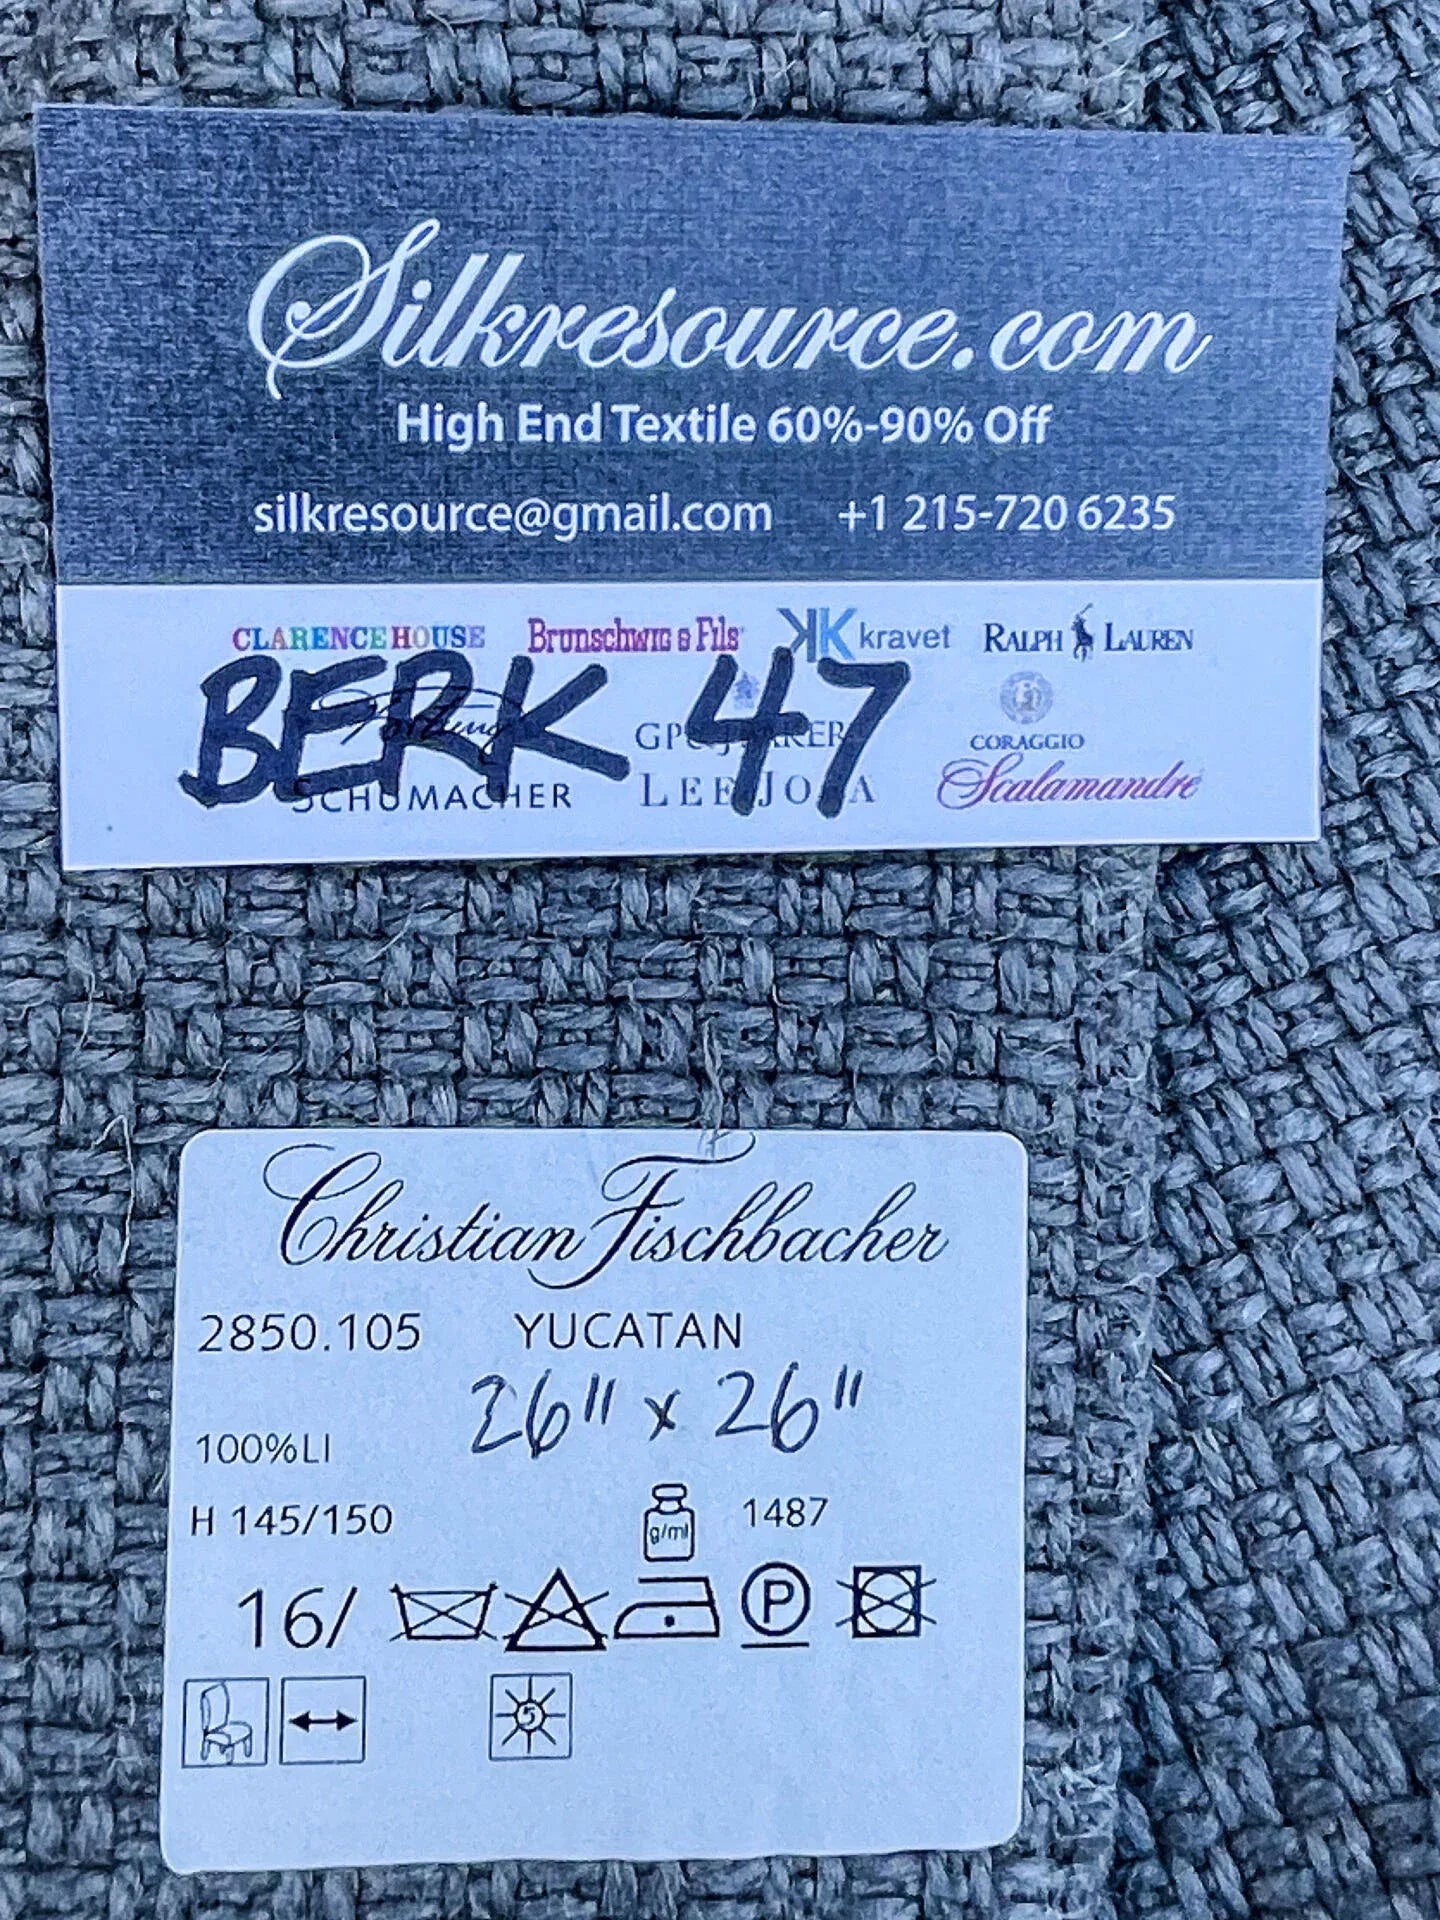 Silkresource.com
High End Textile 60%-90% Off
silkresource@gmail.com +1 215-720 6235
CLARENCE HOUSE Brunschwig & Fils kravet RALPH LAUREN
BERK 47
CORAGGIO
SCHUMACHER LEE JOFA Scalamandré
Christian Fischbacher
2850.105 YUCATAN
26" x 26"
100%LI
H 145/150 g/ml 1487
16/ P
5